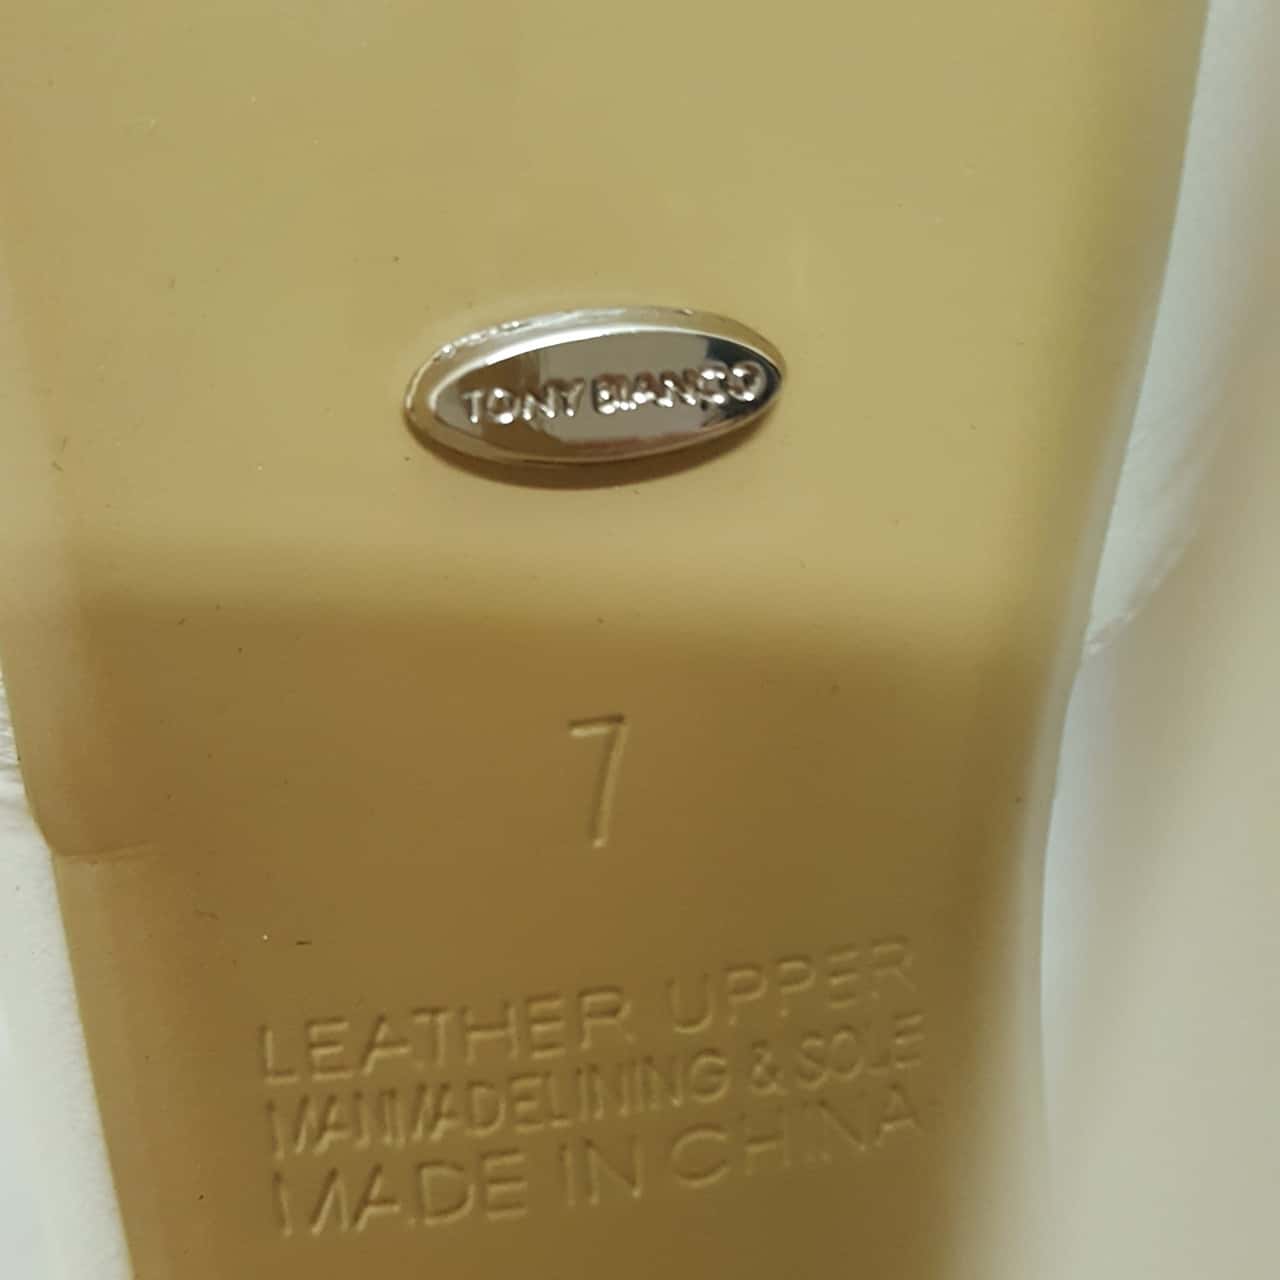 TONY BIANCO
7
LEATHER UPPER
MANMADE LINING & SOLE
MADE IN CHINA